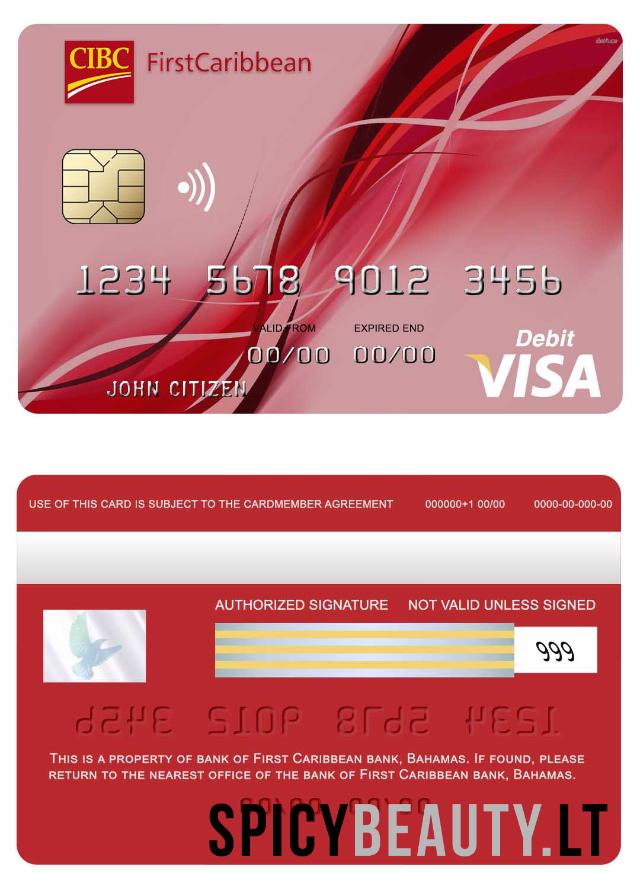 CIBC FirstCaribbean
1234 5678 9012 3456
VALID FROM EXPIRED END
00/00 00/00
JOHN CITIZEN
Debit
VISA
USE OF THIS CARD IS SUBJECT TO THE CARDMEMBER AGREEMENT 000000+1 00/00 0000-00-000-00
AUTHORIZED SIGNATURE NOT VALID UNLESS SIGNED
999
THIS IS A PROPERTY OF BANK OF FIRST CARIBBEAN BANK, BAHAMAS. IF FOUND, PLEASE
RETURN TO THE NEAREST OFFICE OF THE BANK OF FIRST CARIBBEAN BANK, BAHAMAS.
SPICYBEAUTY.LT